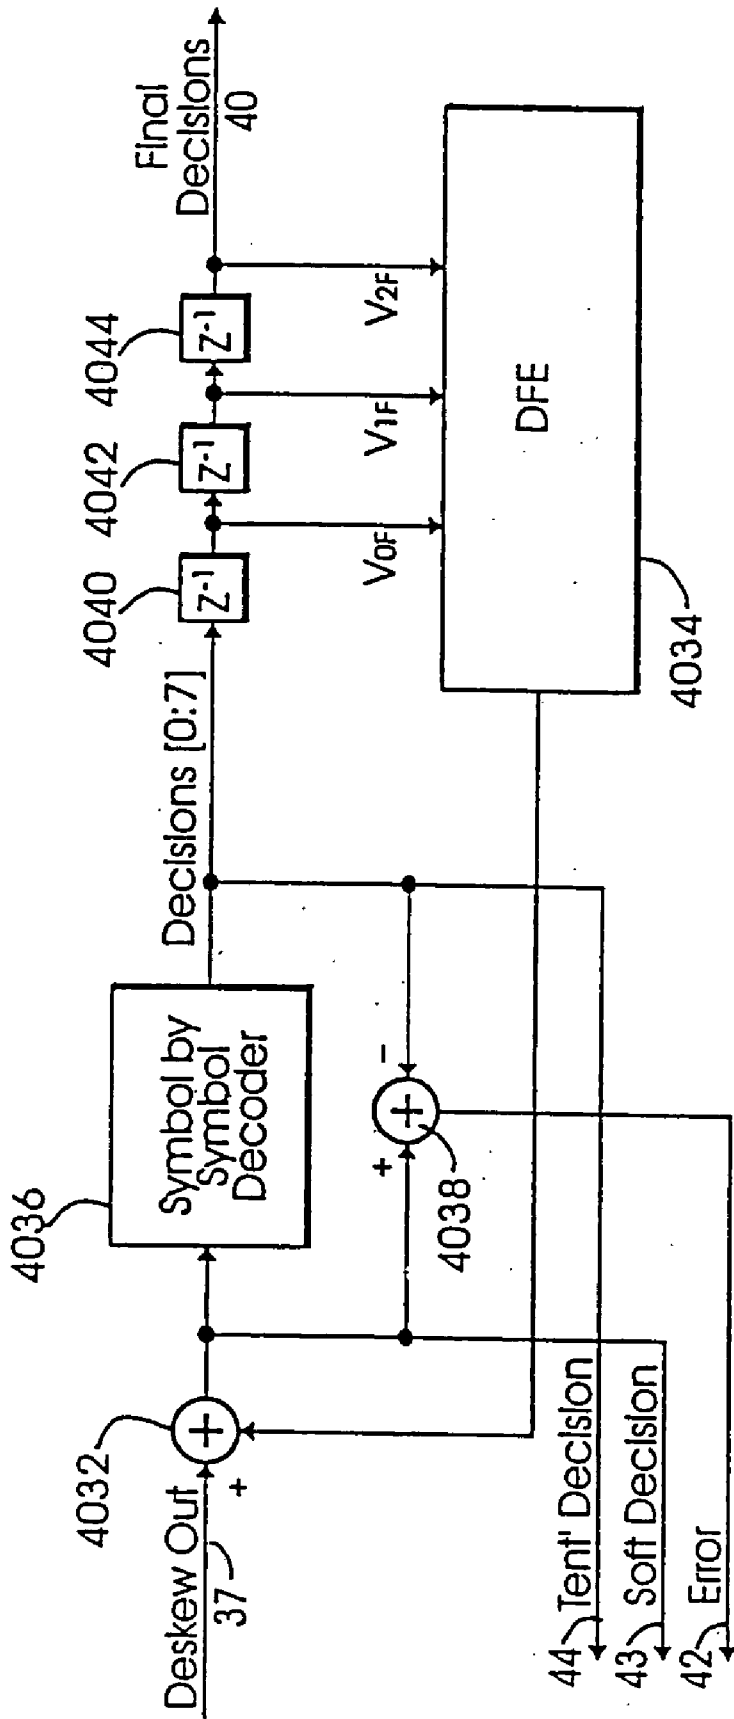 Deskew Out
37
+
4032
4036
Symbol by
Symbol
Decoder
Decisions [0:7]
4040
4042
4044
Z-1
Z-1
Z-1
Final
Decisions
40
V0F
V1F
V2F
DFE
4034
+
-
+
+
4038
44
Tent' Decision
43
Soft Decision
42
Error